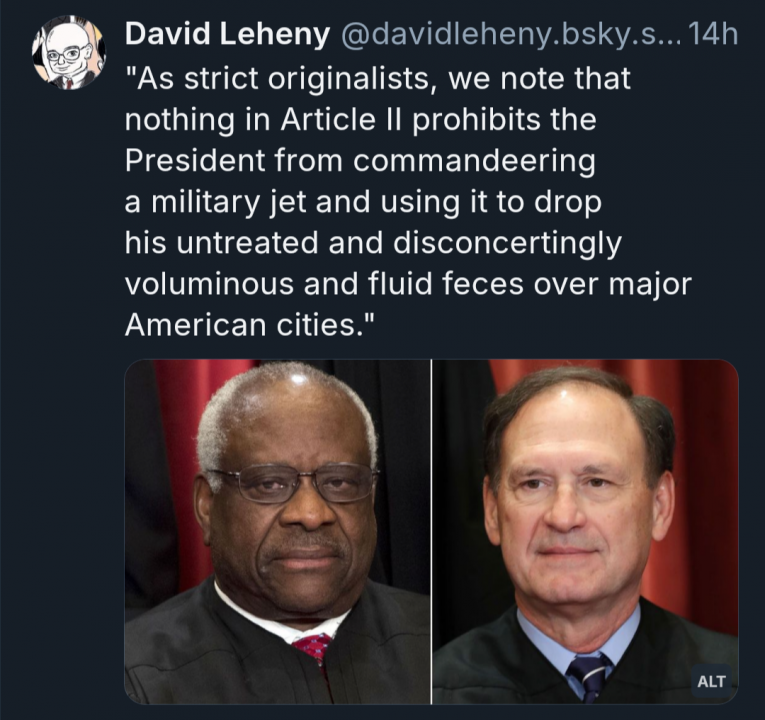 David Leheny @davidleheny.bsky.s... 14h
"As strict originalists, we note that
nothing in Article II prohibits the
President from commandeering
a military jet and using it to drop
his untreated and disconcertingly
voluminous and fluid feces over major
American cities."
ALT